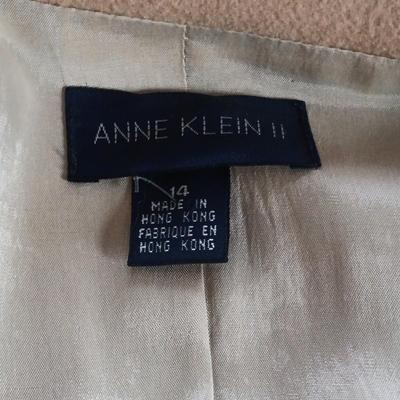 ANNE KLEIN II
14
MADE IN
HONG KONG
FABRIQUE EN
HONG KONG